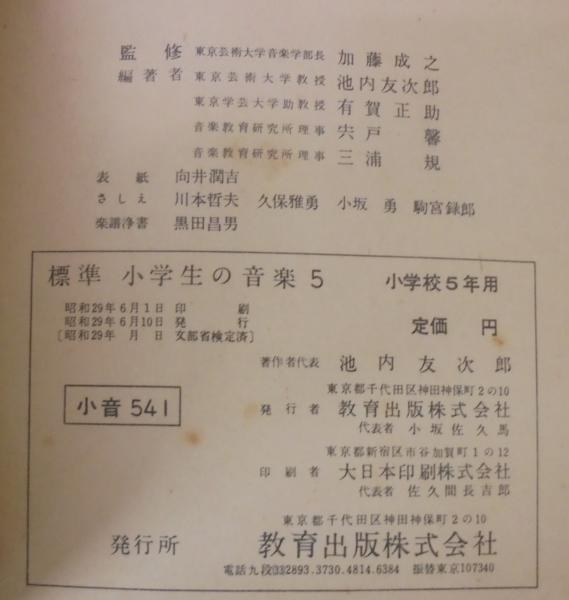 監修 東京芸術大学音楽学部長 加藤成之
編著者 東京芸術大学教授 池内友次郎
東京学芸大学助教授 有賀正助
音楽教育研究所理事 宍戸馨
音楽教育研究所理事 三浦規
表紙 向井潤吉
さしえ 川本哲夫 久保雅勇 小坂勇 駒宮録郎
楽譜浄書 黒田昌男
標準 小学生の音楽5 小学校5年用
昭和29年6月1日 印刷
昭和29年6月10日 発行
〔昭和29年 月 日 文部省検定済〕
定価 円
著作者代表 池内友次郎
小音541
東京都千代田区神田神保町2の10
発行者 教育出版株式会社
代表者 小坂佐久馬
東京都新宿区市谷加賀町1の12
印刷者 大日本印刷株式会社
代表者 佐久間長吉郎
東京都千代田区神田神保町2の10
発行所 教育出版株式会社
電話九段(33)2893.3730.4814.6384 振替東京107340